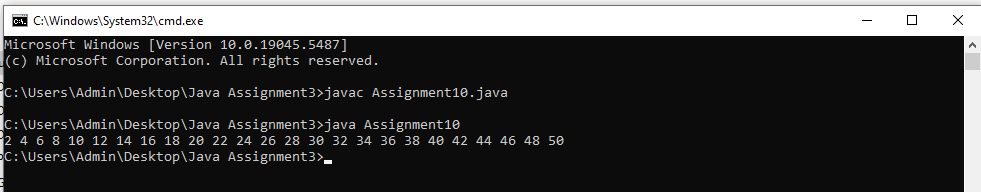 C:\Windows\System32\cmd.exe
Microsoft Windows [Version 10.0.19045.5487]
(c) Microsoft Corporation. All rights reserved.
C:\Users\Admin\Desktop\Java Assignment3>javac Assignment10.java
C:\Users\Admin\Desktop\Java Assignment3>java Assignment10
2 4 6 8 10 12 14 16 18 20 22 24 26 28 30 32 34 36 38 40 42 44 46 48 50
C:\Users\Admin\Desktop\Java Assignment3>